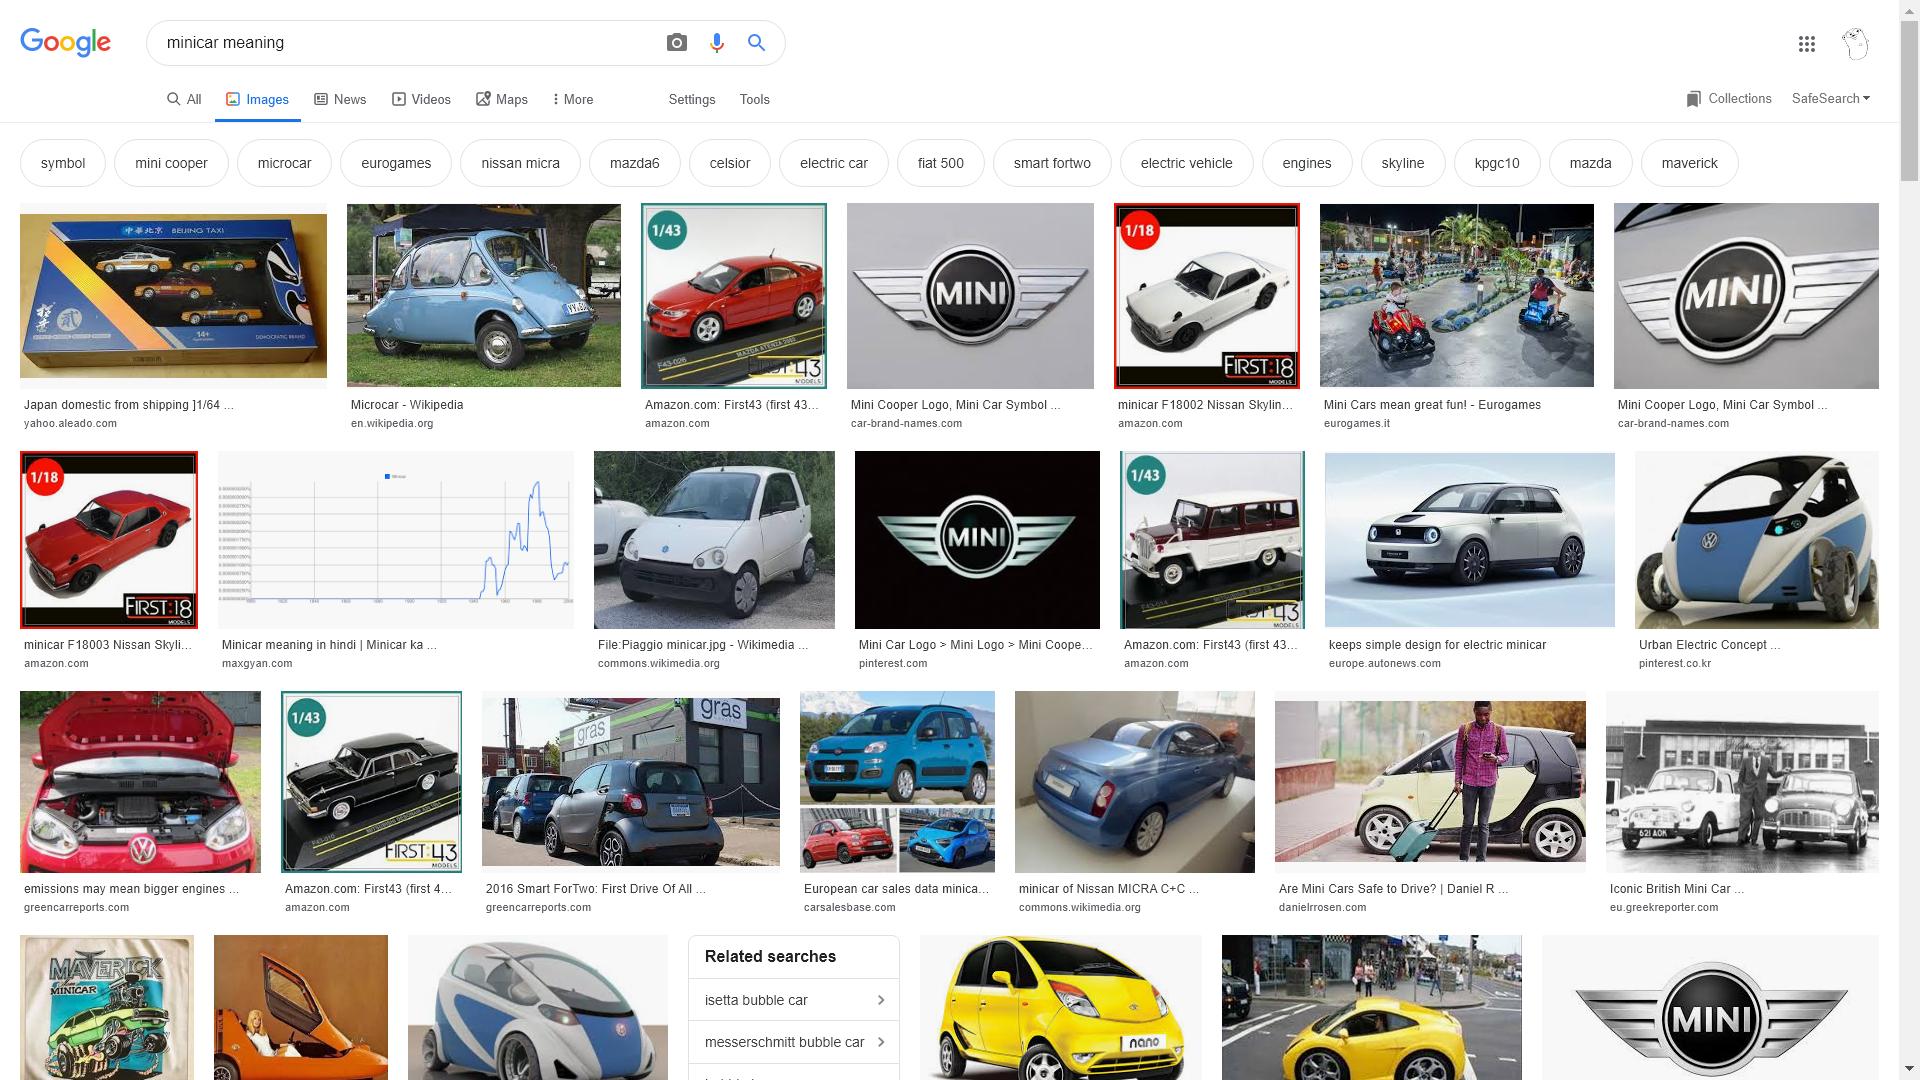 Google
minicar meaning
All
Images
News
Videos
Maps
More
Settings
Tools
Collections
SafeSearch
symbol
mini cooper
microcar
eurogames
nissan micra
mazda6
celsior
electric car
fiat 500
smart fortwo
electric vehicle
engines
skyline
kpgc10
mazda
maverick
中華北京 BEIJING TAXI
14+
DEMOCRATIC BRAND
1/43
F43-026 MAZDA ATENZA 2002
FIRST:43
MODELS
MINI
1/18
FIRST:18
MODELS
MINI
Japan domestic from shipping ]1/64 ...
yahoo.aleado.com
Microcar - Wikipedia
en.wikipedia.org
Amazon.com: First43 (first 43...
amazon.com
Mini Cooper Logo, Mini Car Symbol ...
car-brand-names.com
minicar F18002 Nissan Skylin...
amazon.com
Mini Cars mean great fun! - Eurogames
eurogames.it
Mini Cooper Logo, Mini Car Symbol ...
car-brand-names.com
1/18
FIRST:18
MODELS
MINI
1/43
FIRST:43
MODELS
minicar F18003 Nissan Skyli...
amazon.com
Minicar meaning in hindi | Minicar ka ...
maxgyan.com
File:Piaggio minicar.jpg - Wikimedia ...
commons.wikimedia.org
Mini Car Logo > Mini Logo > Mini Coope...
pinterest.com
Amazon.com: First43 (first 43...
amazon.com
keeps simple design for electric minicar
europe.autonews.com
Urban Electric Concept ...
pinterest.co.kr
1/43
FIRST:43
MODELS
gras
gras
621 AOK
emissions may mean bigger engines ...
greencarreports.com
Amazon.com: First43 (first 4...
amazon.com
2016 Smart ForTwo: First Drive Of All ...
greencarreports.com
European car sales data minica...
carsalesbase.com
minicar of Nissan MICRA C+C ...
commons.wikimedia.org
Are Mini Cars Safe to Drive? | Daniel R ...
danielrrosen.com
Iconic British Mini Car ...
eu.greekreporter.com
MAVERICK
MINICAR
Related searches
isetta bubble car
messerschmitt bubble car
nano
MINI